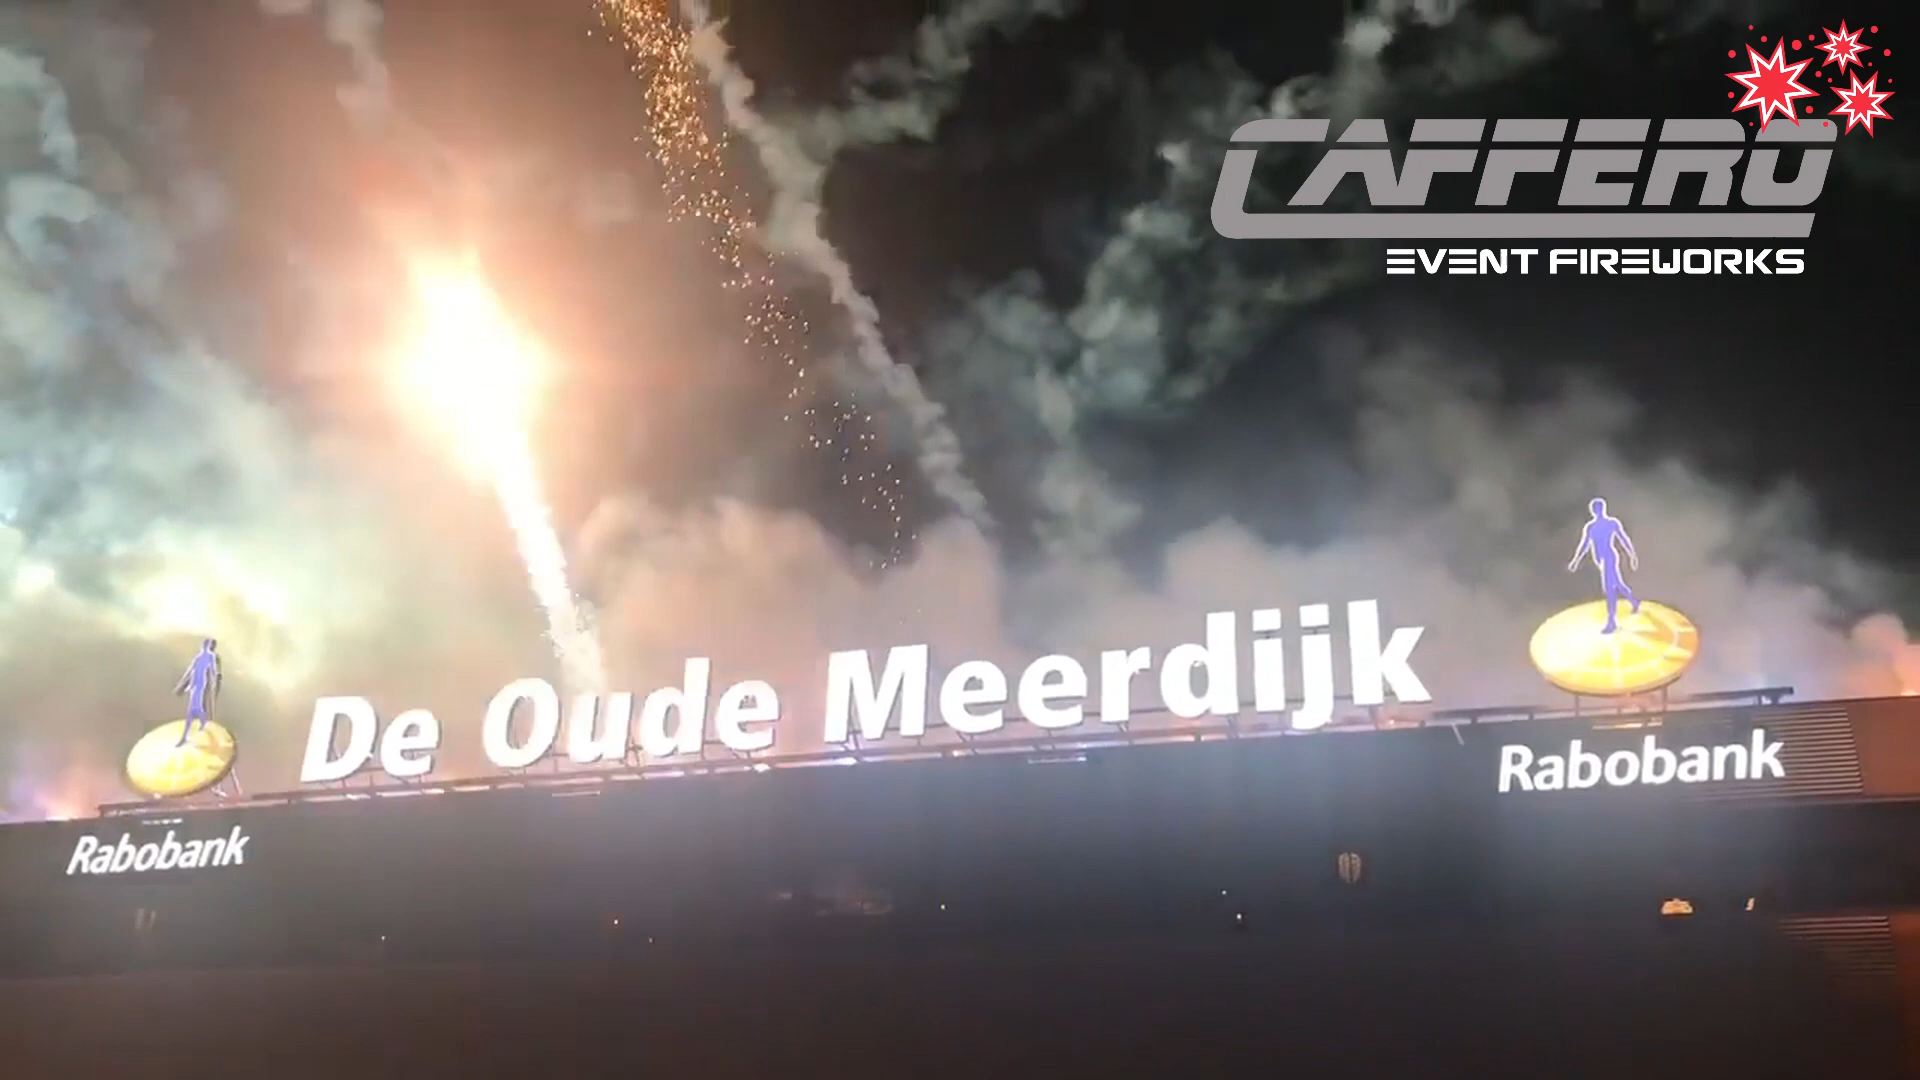 CAFFERO
EVENT FIREWORKS
De Oude Meerdijk
Rabobank
Rabobank